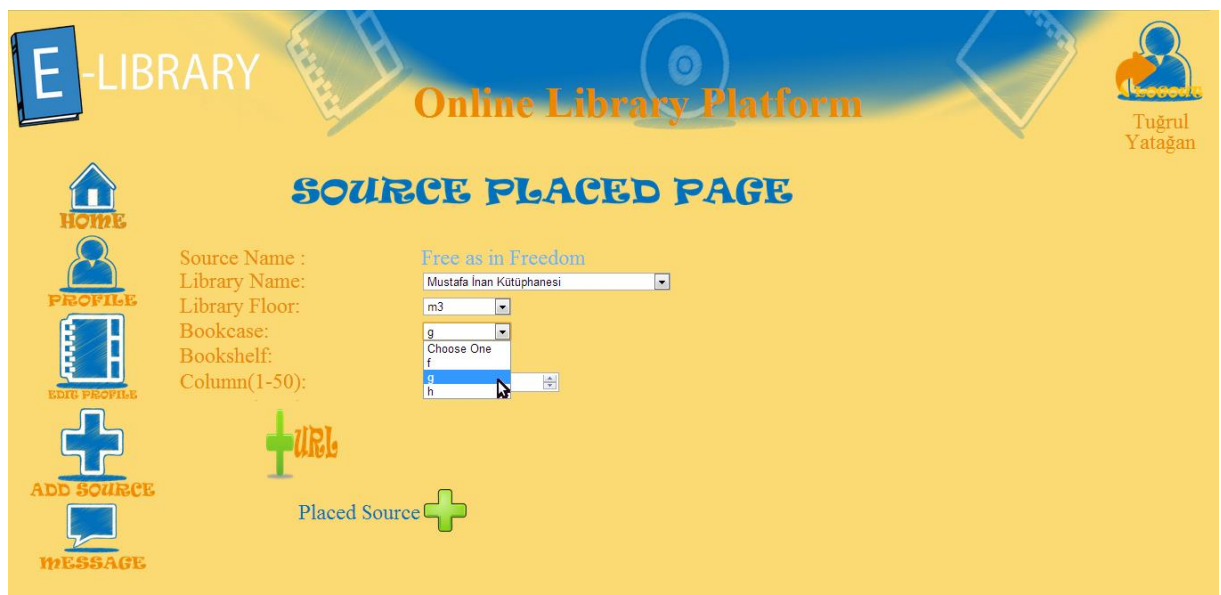 E-LIBRARY
Online Library Platform
LOGOUT
Tuğrul
Yatağan
SOURCE PLACED PAGE
HOME
PROFILE
EDIT PROFILE
ADD SOURCE
MESSAGE
Source Name : Free as in Freedom
Library Name: Mustafa İnan Kütüphanesi
Library Floor: m3
Bookcase: g
Choose One
f
g
h
Bookshelf:
Column(1-50):
URL
Placed Source